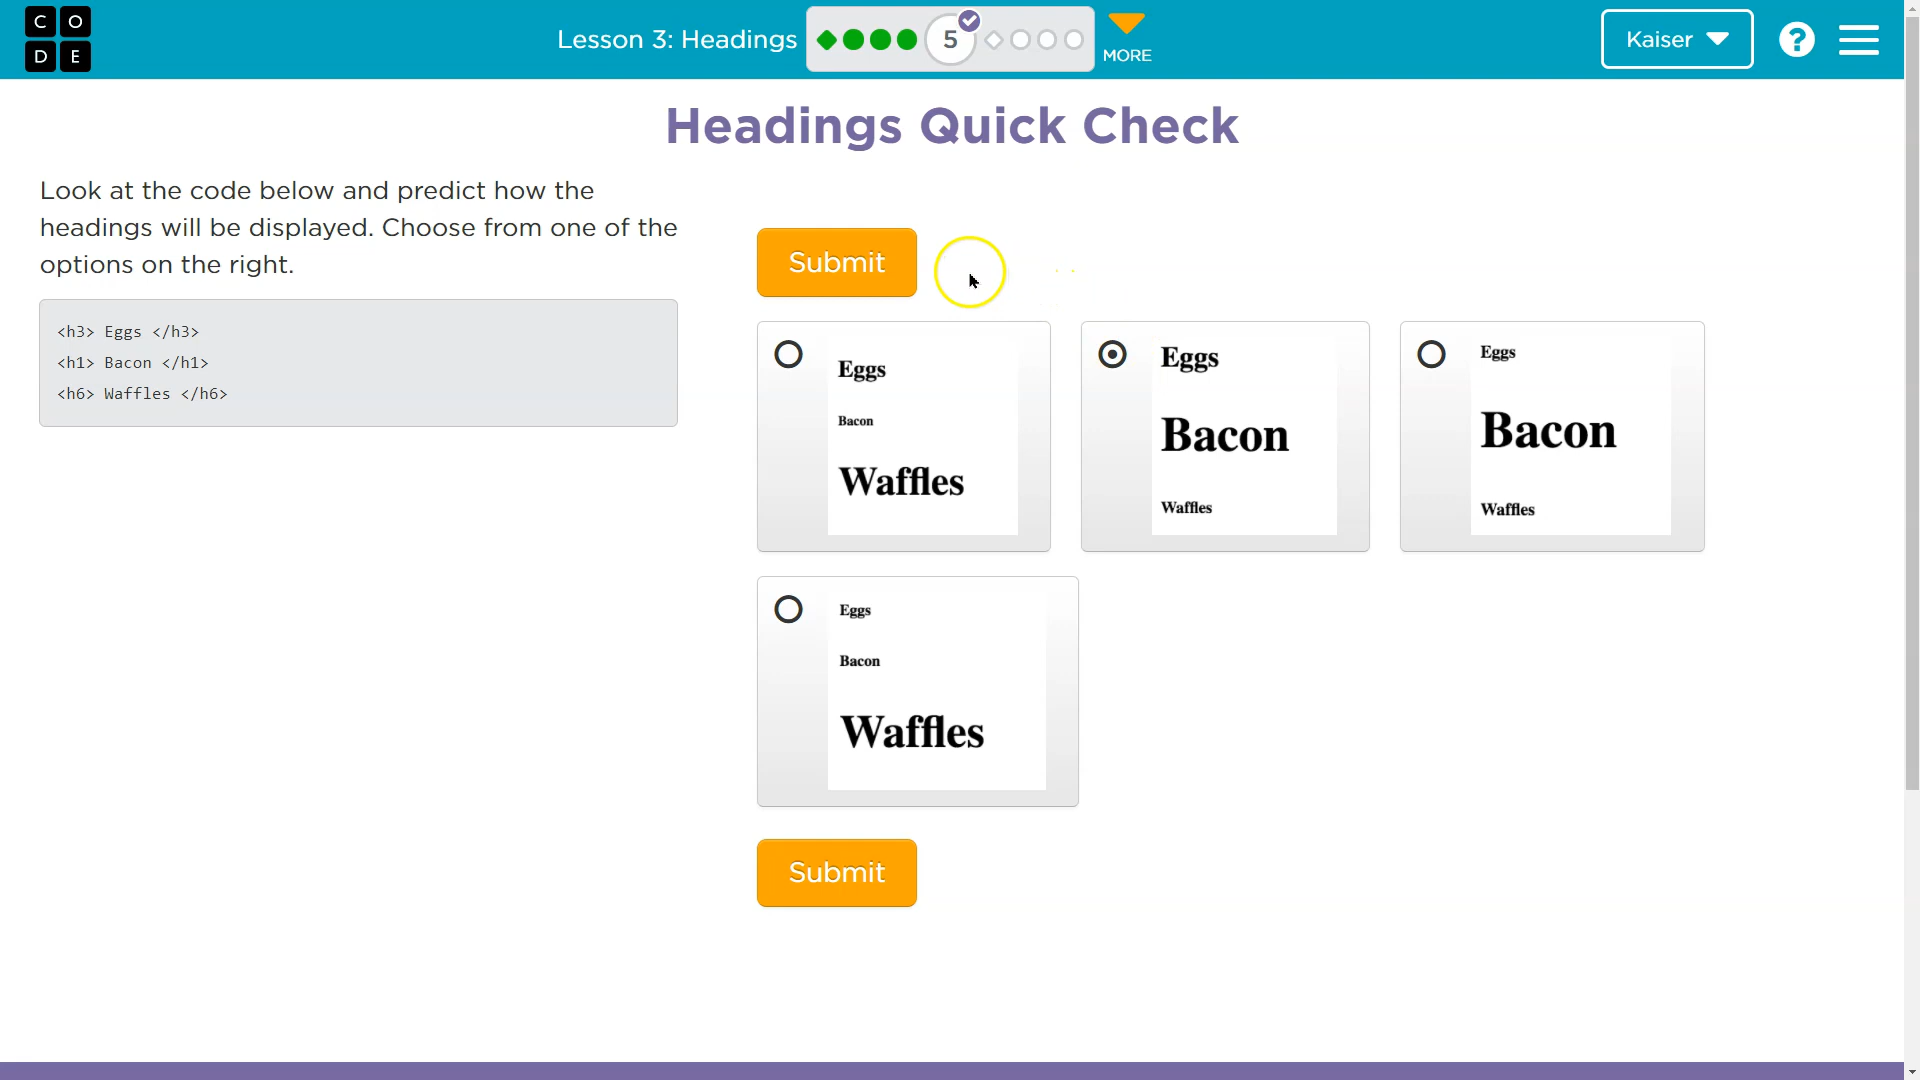 C O
D E
Lesson 3: Headings
5
MORE
Kaiser
?
Headings Quick Check
Look at the code below and predict how the
headings will be displayed. Choose from one of the
options on the right.
<h3> Eggs </h3>
<h1> Bacon </h1>
<h6> Waffles </h6>
Submit
Eggs
Bacon
Waffles
Eggs
Bacon
Waffles
Eggs
Bacon
Waffles
Eggs
Bacon
Waffles
Submit